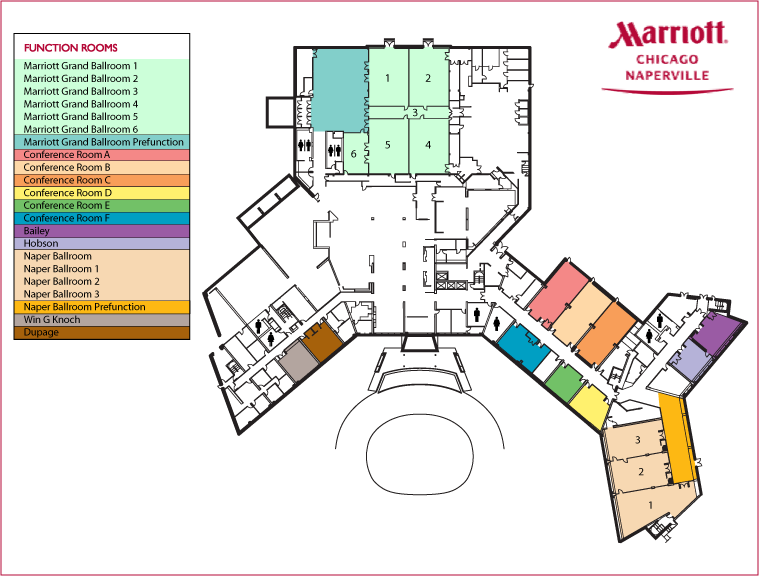 FUNCTION ROOMS
Marriott Grand Ballroom 1
Marriott Grand Ballroom 2
Marriott Grand Ballroom 3
Marriott Grand Ballroom 4
Marriott Grand Ballroom 5
Marriott Grand Ballroom 6
Marriott Grand Ballroom Prefunction
Conference Room A
Conference Room B
Conference Room C
Conference Room D
Conference Room E
Conference Room F
Bailey
Hobson
Naper Ballroom
Naper Ballroom 1
Naper Ballroom 2
Naper Ballroom 3
Naper Ballroom Prefunction
Win G Knoch
Dupage
Marriott.
CHICAGO
NAPERVILLE
1
2
3
6
5
4
3
2
1